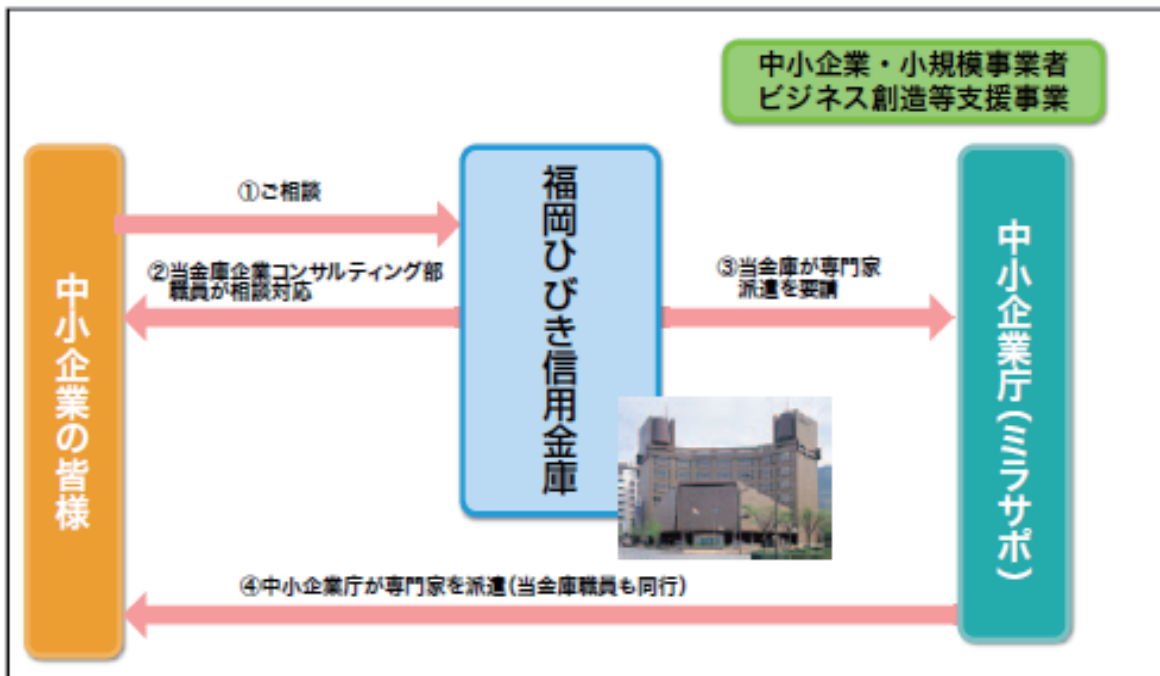 中小企業・小規模事業者
ビジネス創造等支援事業
中小企業の皆様
①ご相談
②当金庫企業コンサルティング部
職員が相談対応
福岡ひびき信用金庫
③当金庫が専門家
派遣を要請
中小企業庁(ミラサポ)
④中小企業庁が専門家を派遣(当金庫職員も同行)